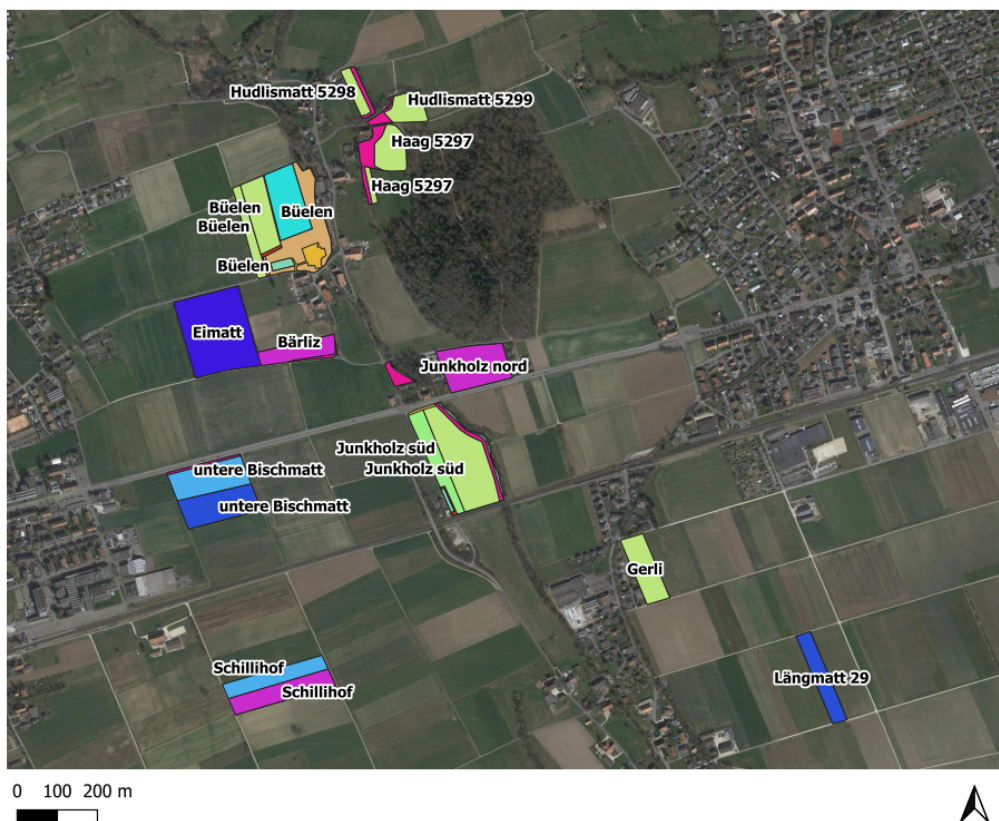 Hudlismatt 5298
Hudlismatt 5299
Haag 5297
Haag 5297
Büelen
Büelen
Büelen
Büelen
Eimatt
Bärliz
Junkholz nord
Junkholz süd
Junkholz süd
untere Bischmatt
untere Bischmatt
Gerli
Schillihof
Schillihof
Längmatt 29
0 100 200 m